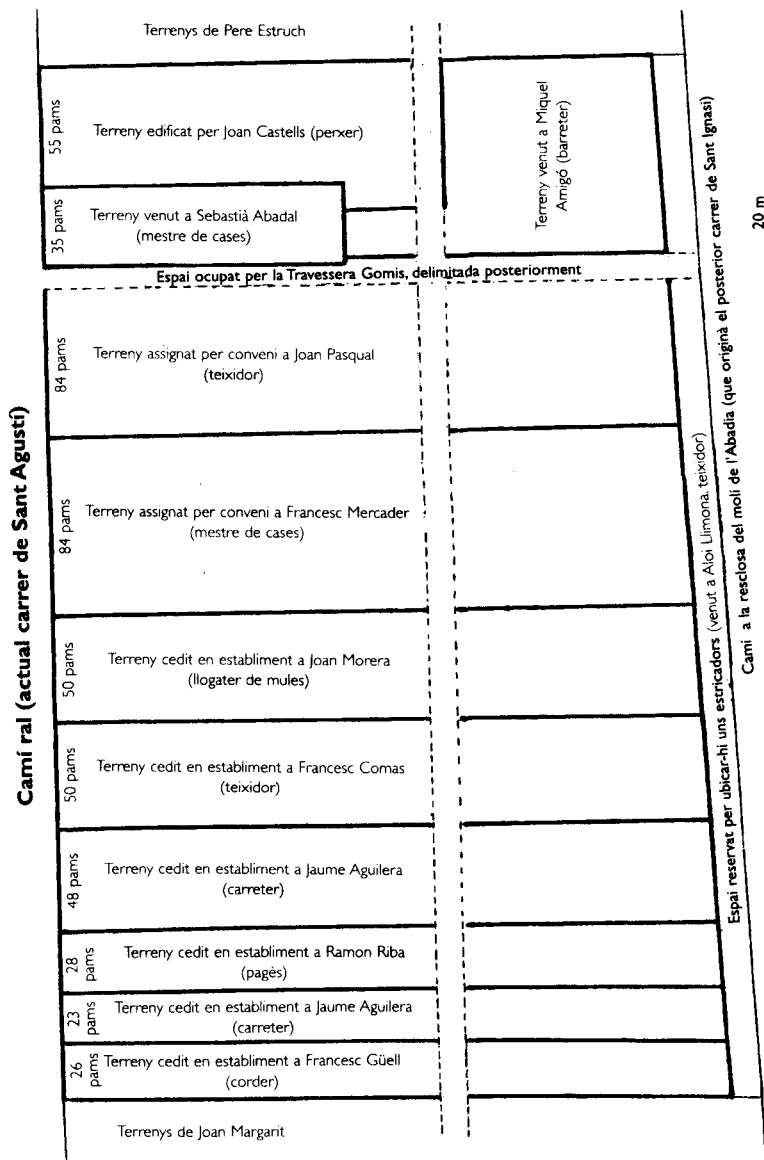 Terrenys de Pere Estruch
55 pams
Terreny edificat per Joan Castells (perxer)
Terreny venut a Miquel
Amigó (barreter)
35 pams
Terreny venut a Sebastià Abadal
(mestre de cases)
Espai ocupat per la Travessera Gomis, delimitada posteriorment
84 pams
Terreny assignat per conveni a Joan Pasqual
(teixidor)
Camí ral (actual carrer de Sant Agustí)
84 pams
Terreny assignat per conveni a Francesc Mercader
(mestre de cases)
50 pams
Terreny cedit en establiment a Joan Morera
(llogater de mules)
50 pams
Terreny cedit en establiment a Francesc Comas
(teixidor)
48 pams
Terreny cedit en establiment a Jaume Aguilera
(carreter)
28
pams
Terreny cedit en establiment a Ramon Riba
(pagès)
23
pams
Terreny cedit en establiment a Jaume Aguilera
(carreter)
26
pams
Terreny cedit en establiment a Francesc Güell
(corder)
Terrenys de Joan Margarit
Espai reservat per ubicar-hi uns estricadors (venut a Aloi Llimona, teixidor)
Camí a la resclosa del molí de l'Abadia (que originà el posterior carrer de Sant Ignasi)
20 m